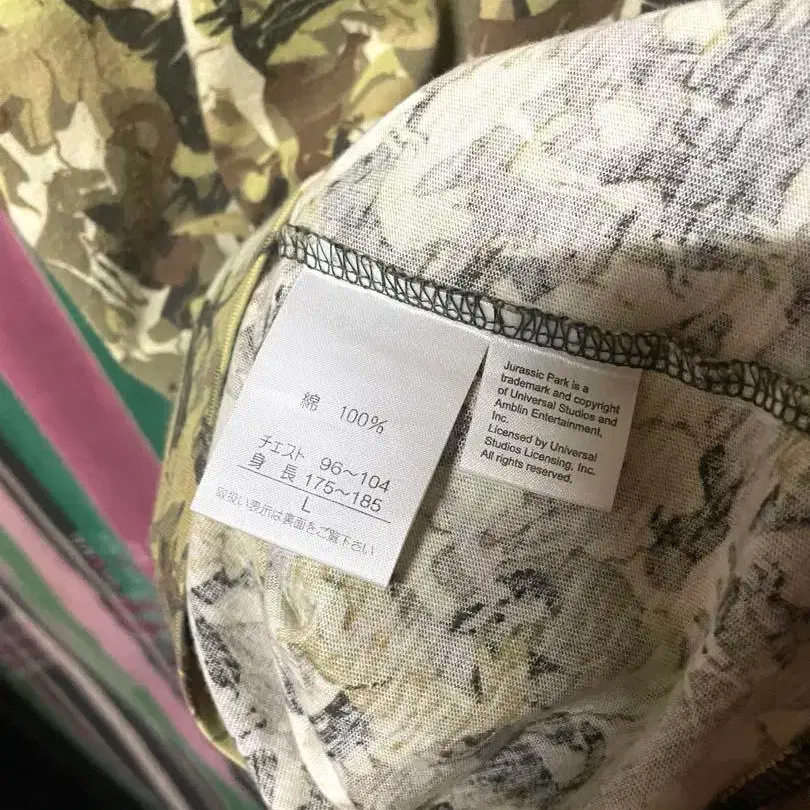 綿 100%
チェスト 96〜104
身長 175〜185
L
取扱い表示は裏面をご覧下さい
Jurassic Park is a
trademark and copyright
of Universal Studios and
Amblin Entertainment,
Inc.
Licensed by Universal
Studios Licensing, Inc.
All rights reserved.